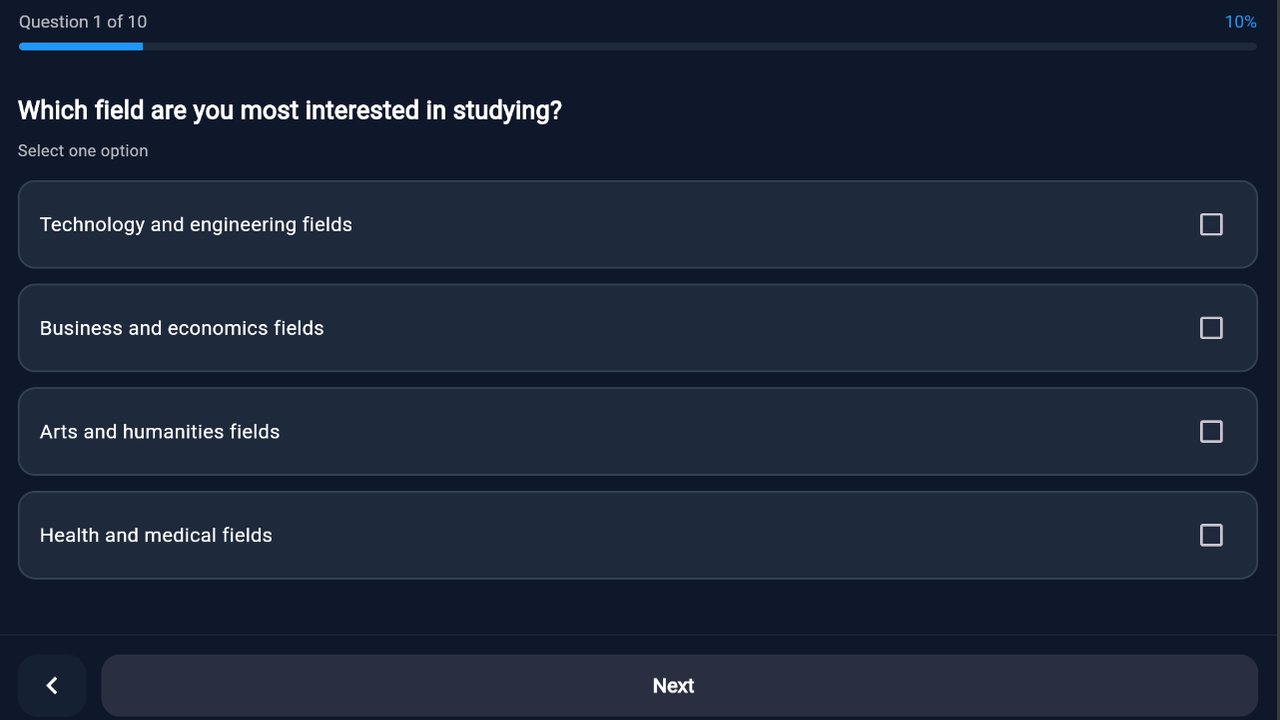 Question 1 of 10
10%
Which field are you most interested in studying?
Select one option
Technology and engineering fields
Business and economics fields
Arts and humanities fields
Health and medical fields
Next